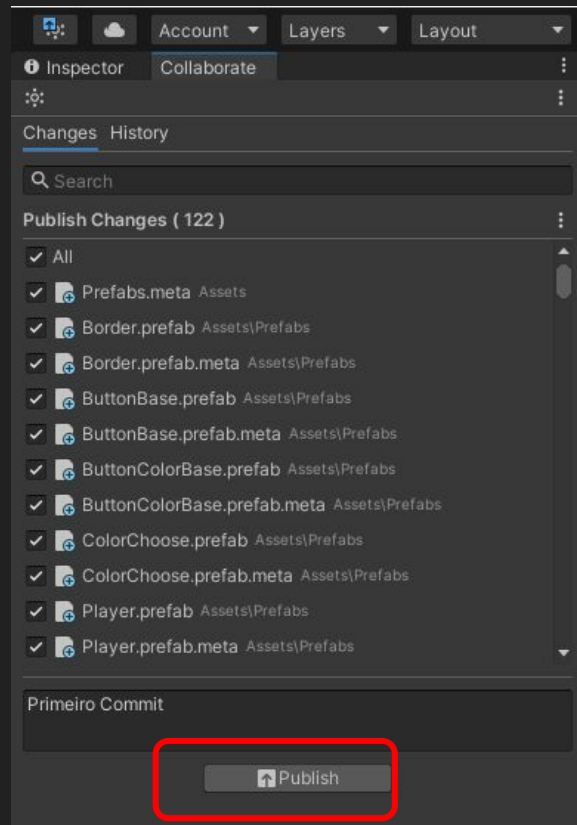 Account Layers Layout
Inspector Collaborate
Changes History
Search
Publish Changes ( 122 )
All
Prefabs.meta Assets
Border.prefab Assets\Prefabs
Border.prefab.meta Assets\Prefabs
ButtonBase.prefab Assets\Prefabs
ButtonBase.prefab.meta Assets\Prefabs
ButtonColorBase.prefab Assets\Prefabs
ButtonColorBase.prefab.meta Assets\Prefabs
ColorChoose.prefab Assets\Prefabs
ColorChoose.prefab.meta Assets\Prefabs
Player.prefab Assets\Prefabs
Player.prefab.meta Assets\Prefabs
Primeiro Commit
Publish